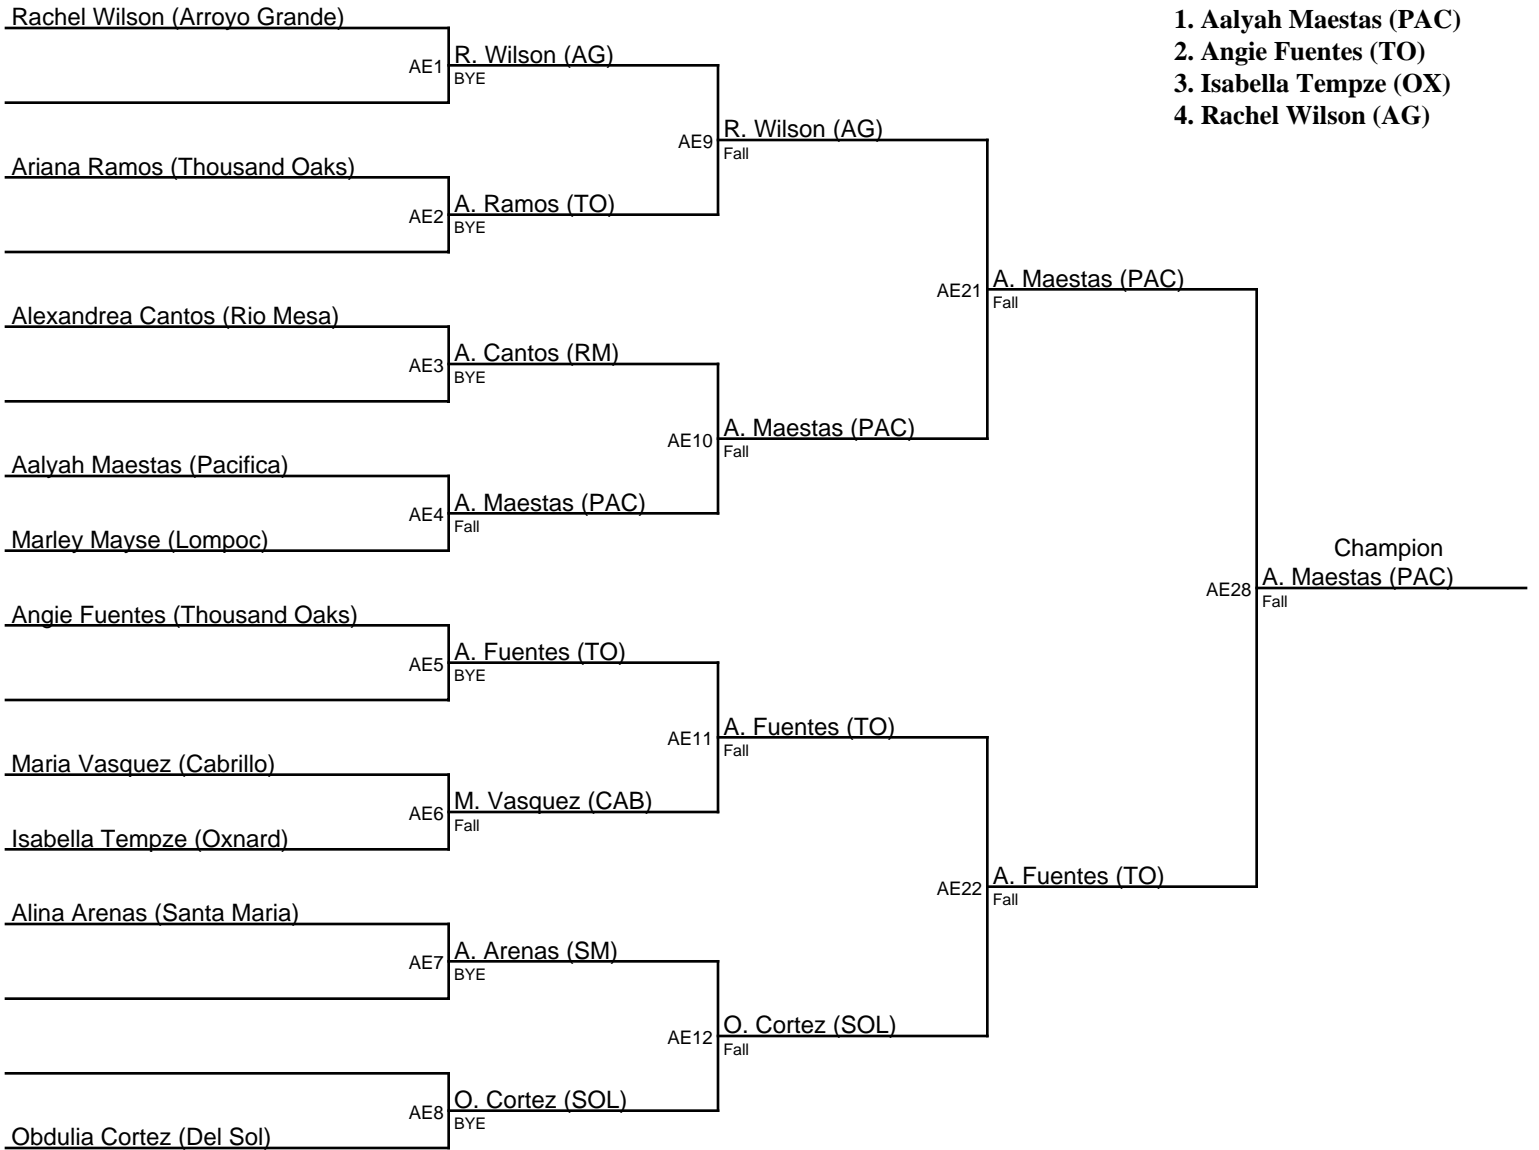 Rachel Wilson (Arroyo Grande)
1. Aalyah Maestas (PAC)
2. Angie Fuentes (TO)
3. Isabella Tempze (OX)
4. Rachel Wilson (AG)
AE1
R. Wilson (AG)
BYE
AE9
R. Wilson (AG)
Fall
Ariana Ramos (Thousand Oaks)
AE2
A. Ramos (TO)
BYE
AE21
A. Maestas (PAC)
Fall
Alexandrea Cantos (Rio Mesa)
AE3
A. Cantos (RM)
BYE
AE10
A. Maestas (PAC)
Fall
Aalyah Maestas (Pacifica)
AE4
A. Maestas (PAC)
Fall
Marley Mayse (Lompoc)
Champion
AE28
A. Maestas (PAC)
Fall
Angie Fuentes (Thousand Oaks)
AE5
A. Fuentes (TO)
BYE
AE11
A. Fuentes (TO)
Fall
Maria Vasquez (Cabrillo)
AE6
M. Vasquez (CAB)
Fall
Isabella Tempze (Oxnard)
AE22
A. Fuentes (TO)
Fall
Alina Arenas (Santa Maria)
AE7
A. Arenas (SM)
BYE
AE12
O. Cortez (SOL)
Fall
AE8
O. Cortez (SOL)
BYE
Obdulia Cortez (Del Sol)